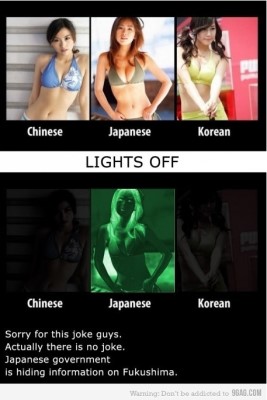 Chinese Japanese Korean
LIGHTS OFF
Chinese Japanese Korean
Sorry for this joke guys.
Actually there is no joke.
Japanese government
is hiding information on Fukushima.
Warning: Don't be addicted to 9GAG.COM